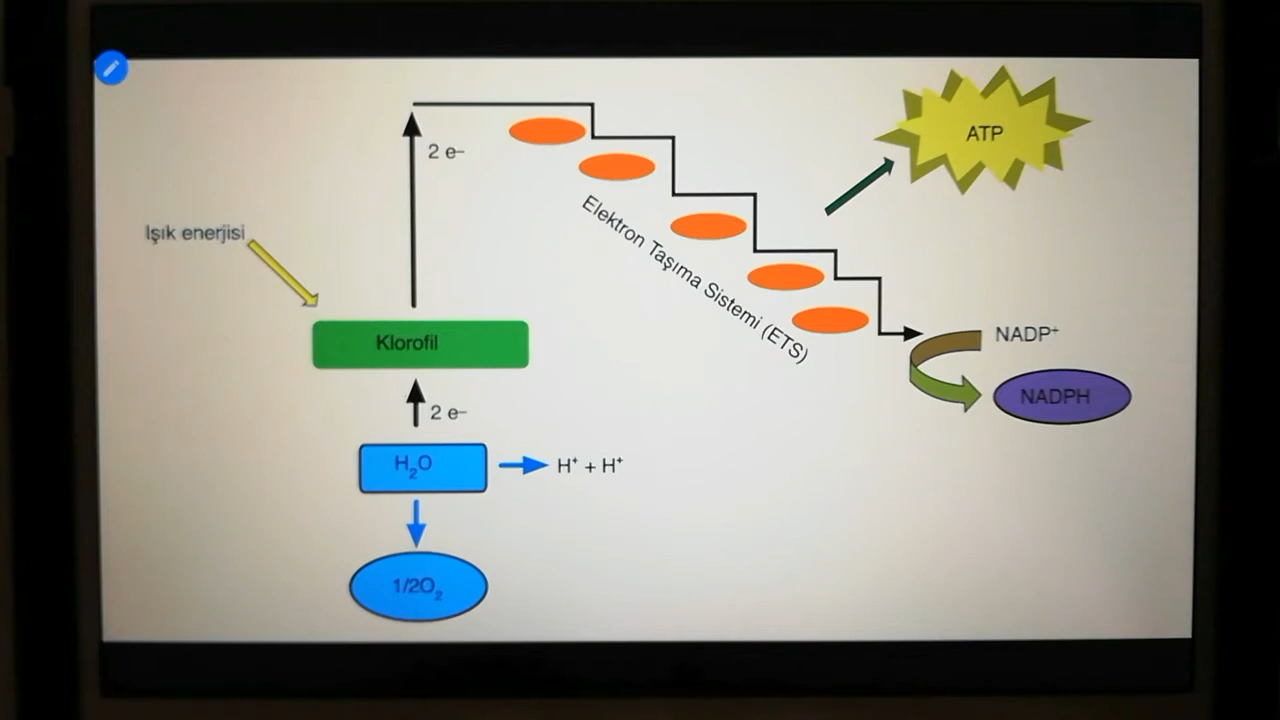 ATP
2 e-
Işık enerjisi
Elektron Taşıma Sistemi (ETS)
Klorofil
NADP⁺
NADPH
2 e-
H₂O
H⁺ + H⁺
1/2O₂